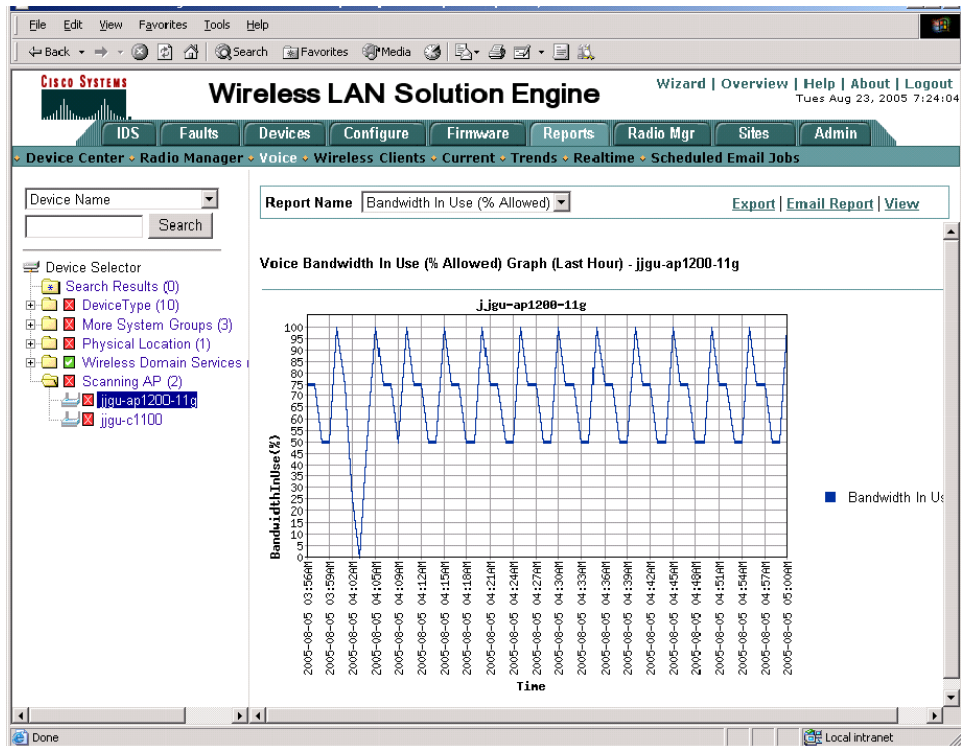 File Edit View Favorites Tools Help
Back Search Favorites Media
CISCO SYSTEMS
Wireless LAN Solution Engine
Wizard | Overview | Help | About | Logout
Tues Aug 23, 2005 7:24:04
IDS Faults Devices Configure Firmware Reports Radio Mgr Sites Admin
Device Center Radio Manager Voice Wireless Clients Current Trends Realtime Scheduled Email Jobs
Device Name
Search
Device Selector
Search Results (0)
DeviceType (10)
More System Groups (3)
Physical Location (1)
Wireless Domain Services
Scanning AP (2)
jjgu-ap1200-11g
jjgu-c1100
Report Name Bandwidth In Use (% Allowed)
Export | Email Report | View
Voice Bandwidth In Use (% Allowed) Graph (Last Hour) - jjgu-ap1200-11g
jjgu-ap1200-11g
100
95
90
85
80
75
70
65
60
55
50
45
40
35
30
25
20
15
10
5
0
BandwidthInUse(%)
2005-08-05 03:56AM
2005-08-05 03:59AM
2005-08-05 04:02AM
2005-08-05 04:05AM
2005-08-05 04:09AM
2005-08-05 04:12AM
2005-08-05 04:15AM
2005-08-05 04:18AM
2005-08-05 04:21AM
2005-08-05 04:24AM
2005-08-05 04:27AM
2005-08-05 04:30AM
2005-08-05 04:33AM
2005-08-05 04:36AM
2005-08-05 04:39AM
2005-08-05 04:42AM
2005-08-05 04:45AM
2005-08-05 04:48AM
2005-08-05 04:51AM
2005-08-05 04:54AM
2005-08-05 04:57AM
2005-08-05 05:00AM
Time
Bandwidth In Us
Done
Local intranet